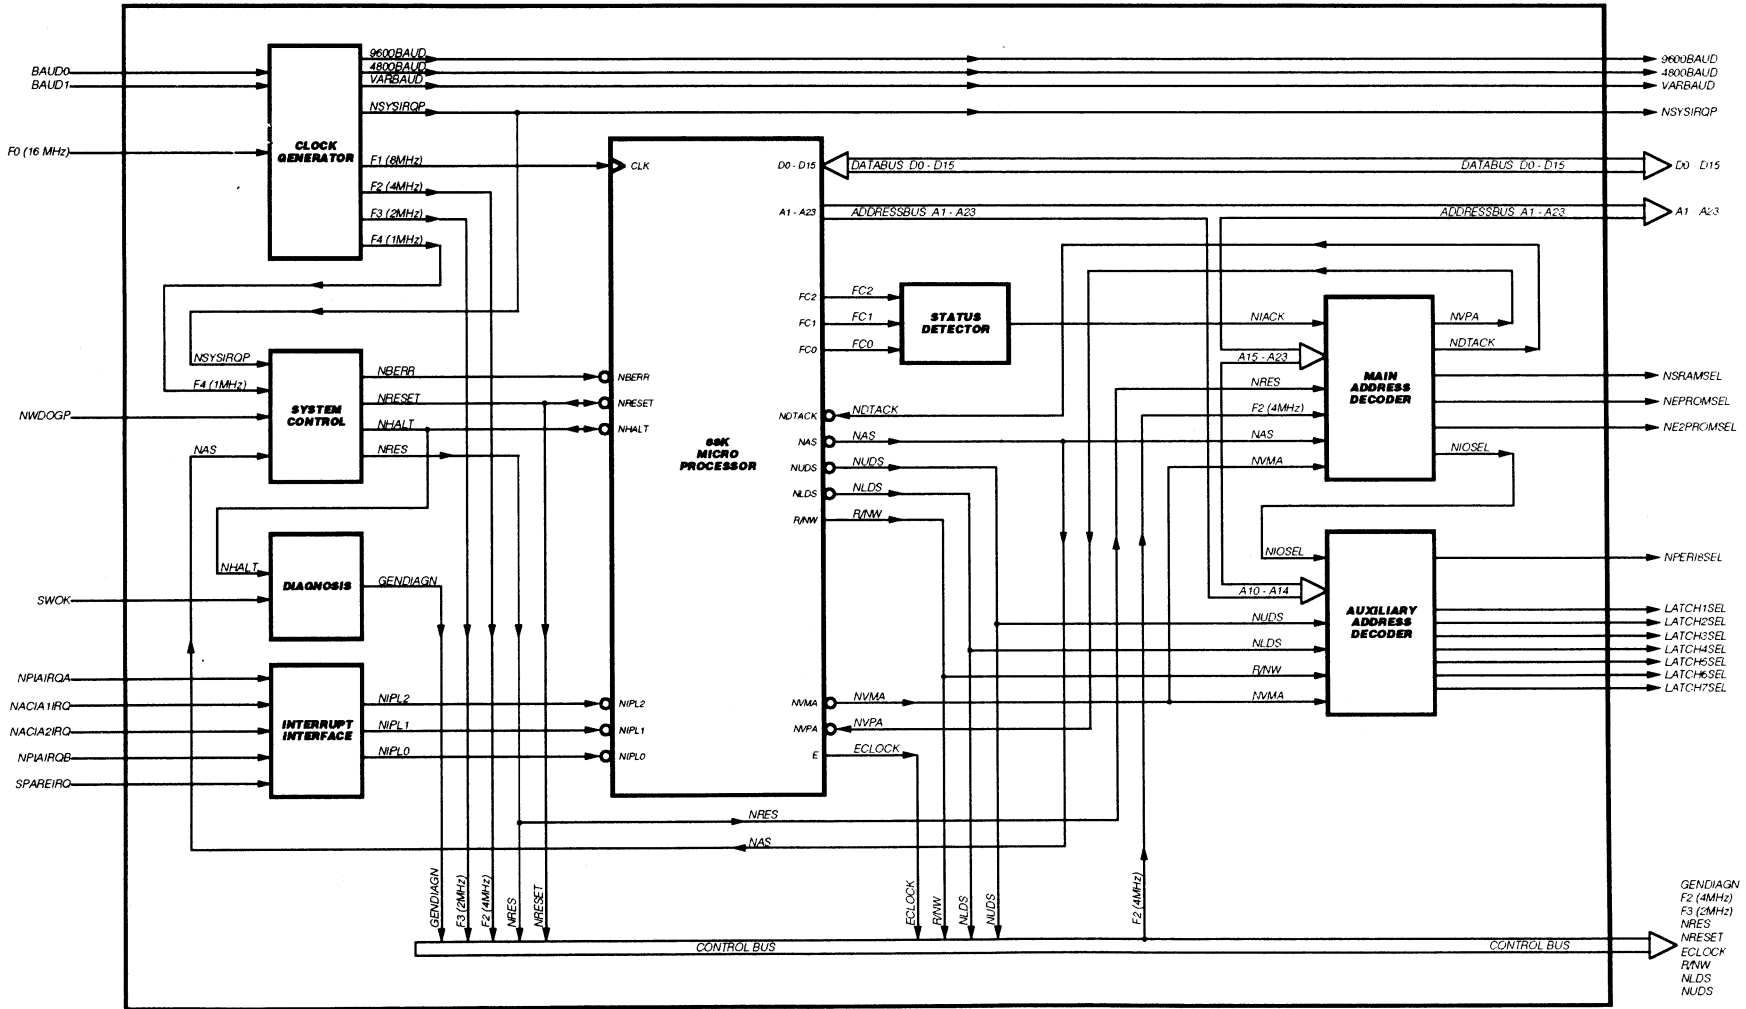 BAUD0
BAUD1
F0 (16 MHz)
CLOCK
GENERATOR
9600BAUD
4800BAUD
VARBAUD
NSYSIRQP
F1 (8MHz)
F2 (4MHz)
F3 (2MHz)
F4 (1MHz)
9600BAUD
4800BAUD
VARBAUD
NSYSIRQP
CLK
D0 - D15
DATABUS D0 - D15
DATABUS D0 - D15
D0 - D15
A1 - A23
ADDRESSBUS A1 - A23
ADDRESSBUS A1 - A23
A1 - A23
FC2
FC2
FC1
FC1
FC0
FC0
STATUS
DETECTOR
NIACK
A15 - A23
NRES
F2 (4MHz)
NAS
NVMA
MAIN
ADDRESS
DECODER
NVPA
NDTACK
NIOSEL
NSRAMSEL
NEPROMSEL
NE2PROMSEL
NSYSIRQP
F4 (1MHz)
NWDOGP
NAS
SYSTEM
CONTROL
NBERR
NRESET
NHALT
NRES
NBERR
NRESET
NHALT
68K
MICRO
PROCESSOR
NDTACK
NDTACK
NAS
NAS
NUDS
NUDS
NLDS
NLDS
R/NW
R/NW
NHALT
SWOK
DIAGNOSIS
GENDIAGN
NIOSEL
A10 - A14
NUDS
NLDS
R/NW
NVMA
AUXILIARY
ADDRESS
DECODER
NPERI8SEL
LATCH1SEL
LATCH2SEL
LATCH3SEL
LATCH4SEL
LATCH5SEL
LATCH6SEL
LATCH7SEL
NPIAIRQA
NACIA1IRQ
NACIA2IRQ
NPIAIRQB
SPAREIRQ
INTERRUPT
INTERFACE
NIPL2
NIPL1
NIPL0
NIPL2
NIPL1
NIPL0
NVMA
NVMA
NVPA
NVPA
E
ECLOCK
NRES
NAS
GENDIAGN
F3 (2MHz)
F2 (4MHz)
NRES
NRESET
ECLOCK
R/NW
NLDS
NUDS
F2 (4MHz)
CONTROL BUS
CONTROL BUS
GENDIAGN
F2 (4MHz)
F3 (2MHz)
NRES
NRESET
ECLOCK
R/NW
NLDS
NUDS